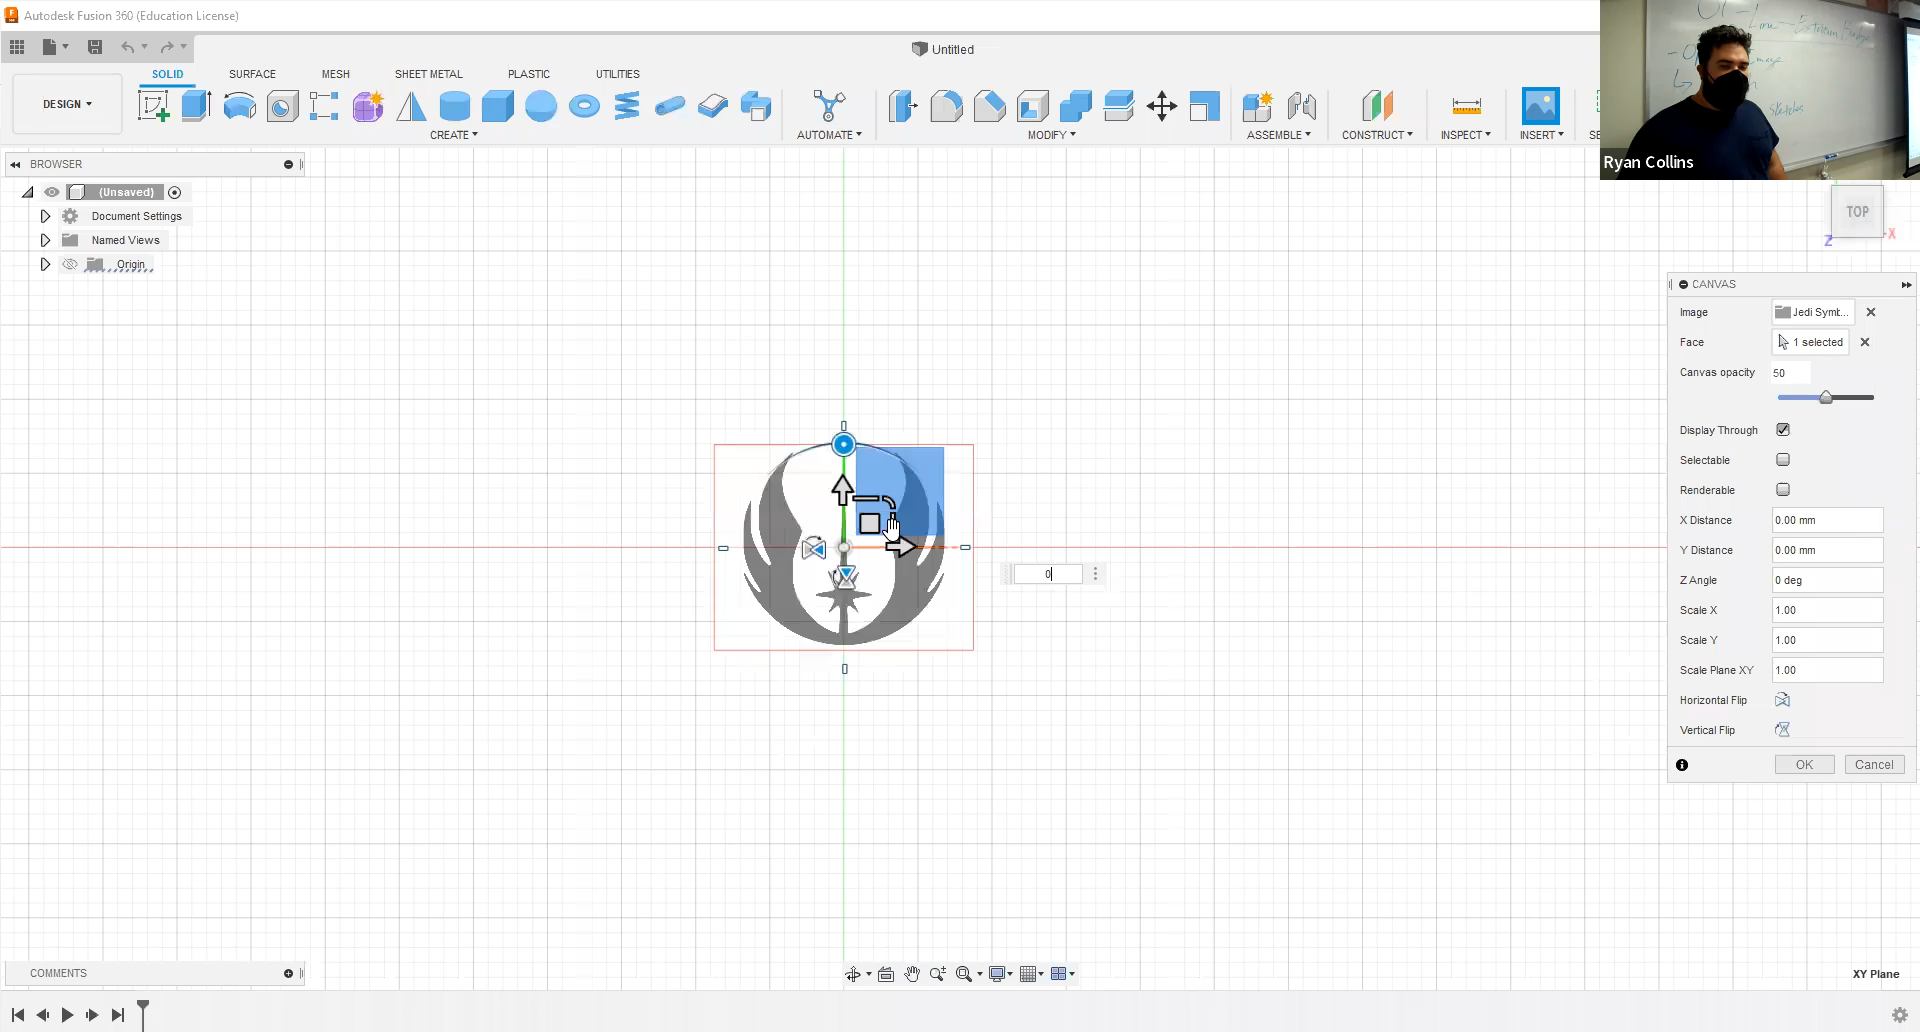 Autodesk Fusion 360 (Education License)
Untitled
SOLID SURFACE MESH SHEET METAL PLASTIC UTILITIES
DESIGN
CREATE AUTOMATE MODIFY ASSEMBLE CONSTRUCT INSPECT INSERT SE
Ryan Collins
BROWSER
(Unsaved)
Document Settings
Named Views
Origin
TOP
Z
X
CANVAS
Image Jedi Symt...
Face 1 selected
Canvas opacity 50
Display Through
Selectable
Renderable
X Distance 0.00 mm
Y Distance 0.00 mm
0
Z Angle 0 deg
Scale X 1.00
Scale Y 1.00
Scale Plane XY 1.00
Horizontal Flip
Vertical Flip
OK Cancel
COMMENTS
XY Plane